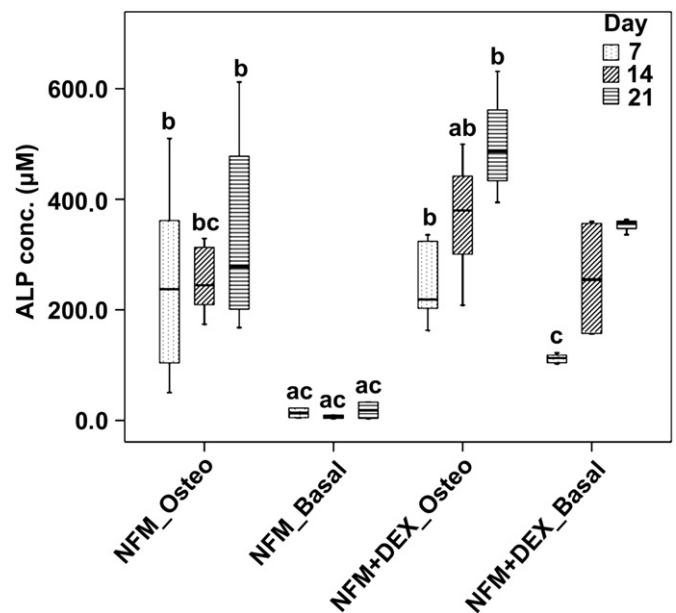 Day
7
14
21
ALP conc. (µM)
600.0
400.0
200.0
0.0
b
bc
b
ac
ac
ac
b
ab
b
c
NFM_Osteo
NFM_Basal
NFM+DEX_Osteo
NFM+DEX_Basal